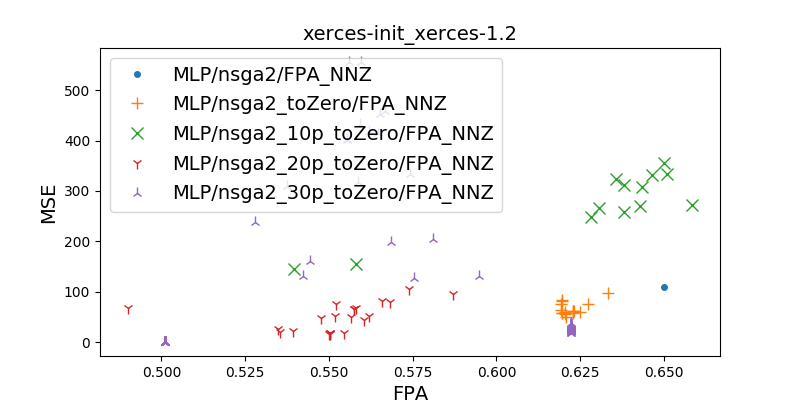 xerces-init_xerces-1.2
MLP/nsga2/FPA_NNZ
MLP/nsga2_toZero/FPA_NNZ
MLP/nsga2_10p_toZero/FPA_NNZ
MLP/nsga2_20p_toZero/FPA_NNZ
MLP/nsga2_30p_toZero/FPA_NNZ
MSE
500
400
300
200
100
0
0.500 0.525 0.550 0.575 0.600 0.625 0.650
FPA